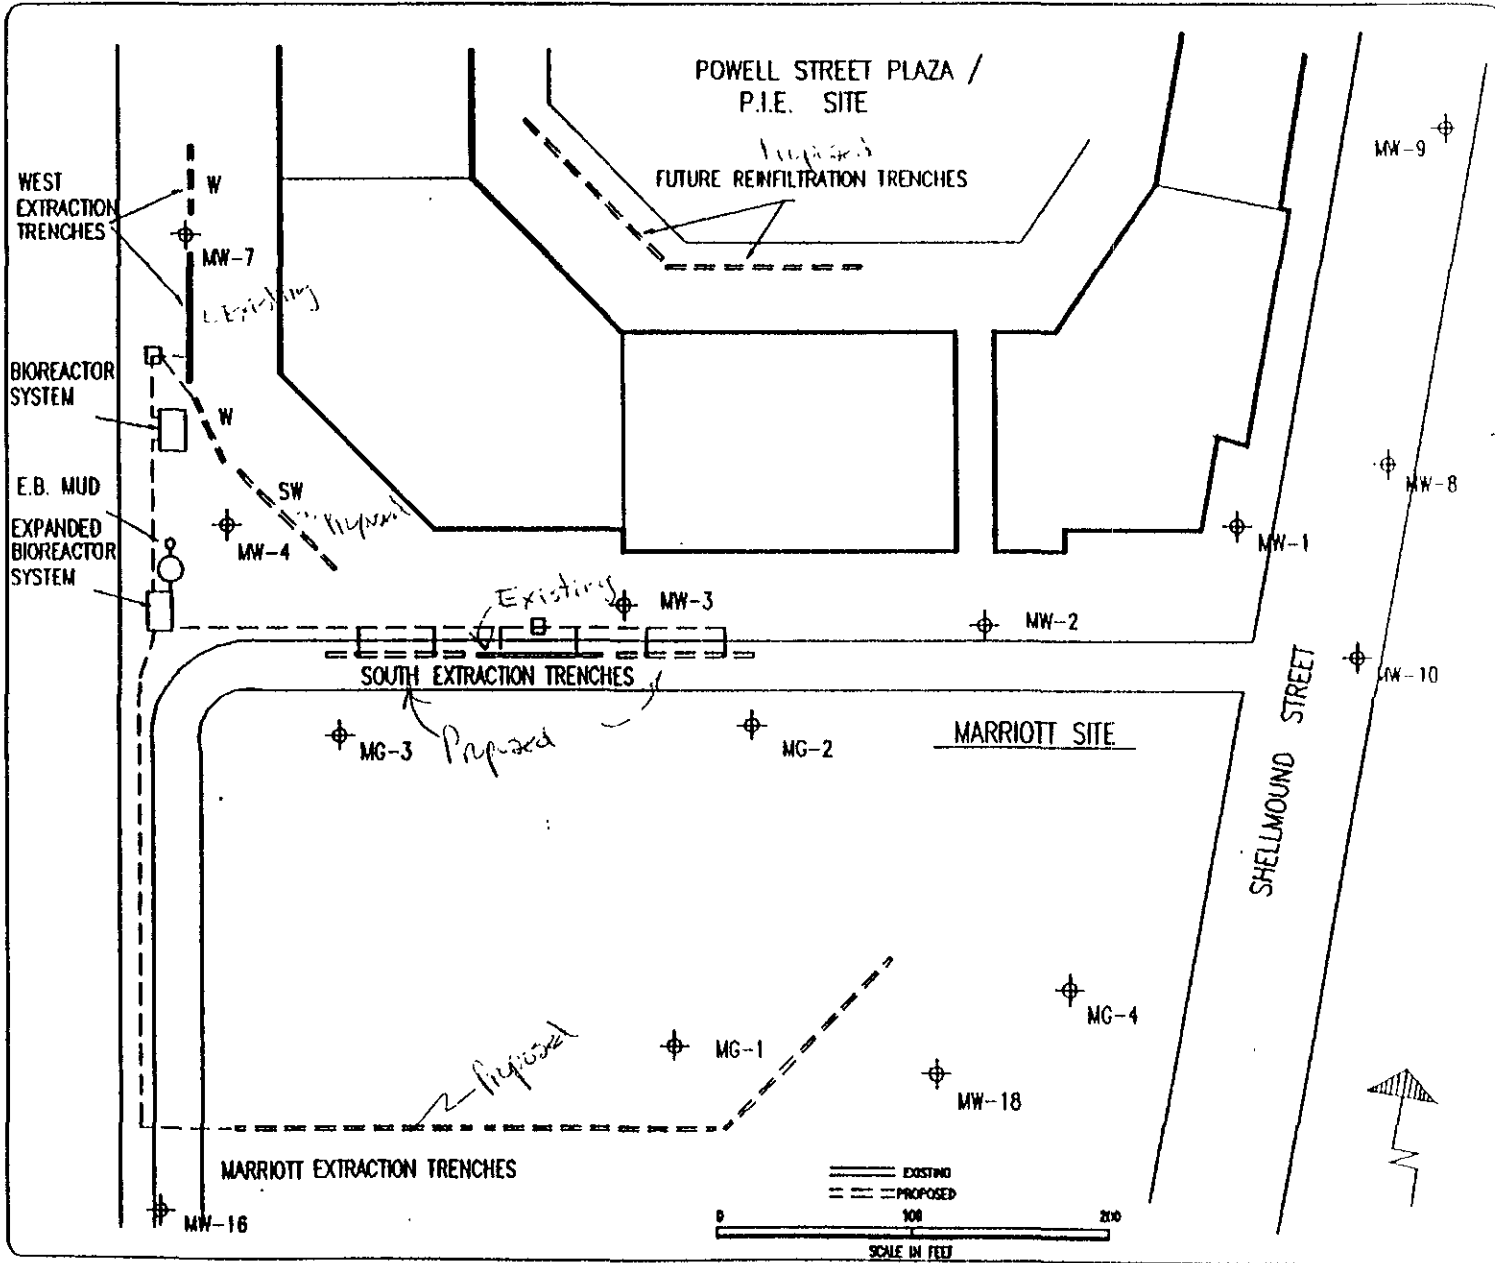 POWELL STREET PLAZA /
P.I.E. SITE
Proposed
FUTURE REINFILTRATION TRENCHES
MW-9
WEST
EXTRACTION
TRENCHES
W
MW-7
Existing
BIOREACTOR
SYSTEM
W
E.B. MUD
SW
Proposed
MW-8
EXPANDED
BIOREACTOR
SYSTEM
MW-4
MW-1
Existing
MW-3
MW-2
SOUTH EXTRACTION TRENCHES
MW-10
MG-3
Proposed
MG-2
MARRIOTT SITE
SHELLMOUND STREET
MG-4
MG-1
Proposed
MW-18
MARRIOTT EXTRACTION TRENCHES
EXISTING
PROPOSED
MW-16
0 100 200
SCALE IN FEET